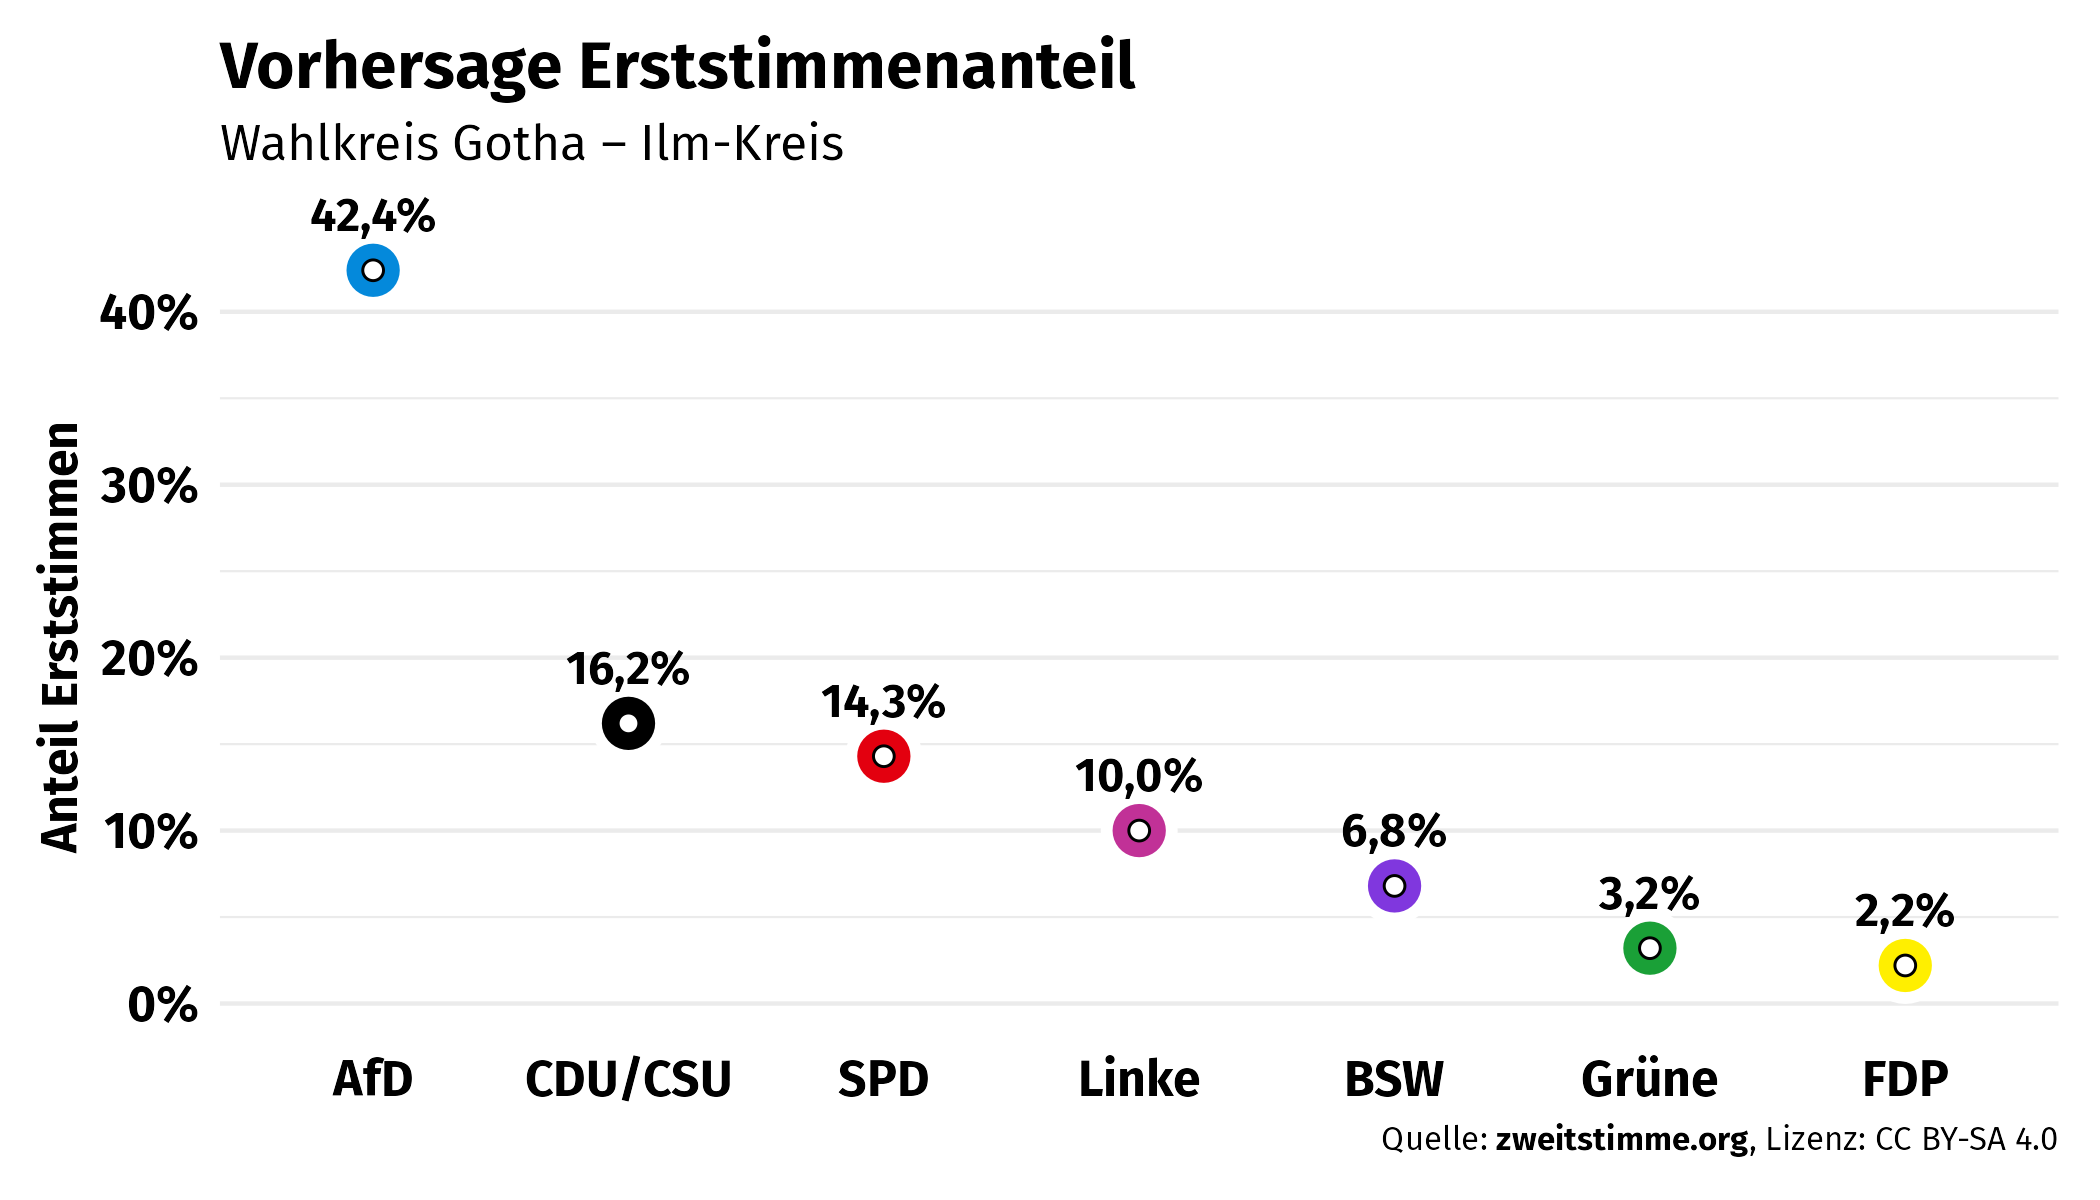 Vorhersage Erststimmenanteil
Wahlkreis Gotha – Ilm-Kreis
42,4%
40%
30%
20%
16,2%
14,3%
10,0%
10%
6,8%
3,2%
2,2%
0%
Anteil Erststimmen
AfD CDU/CSU SPD Linke BSW Grüne FDP
Quelle: zweitstimme.org, Lizenz: CC BY-SA 4.0